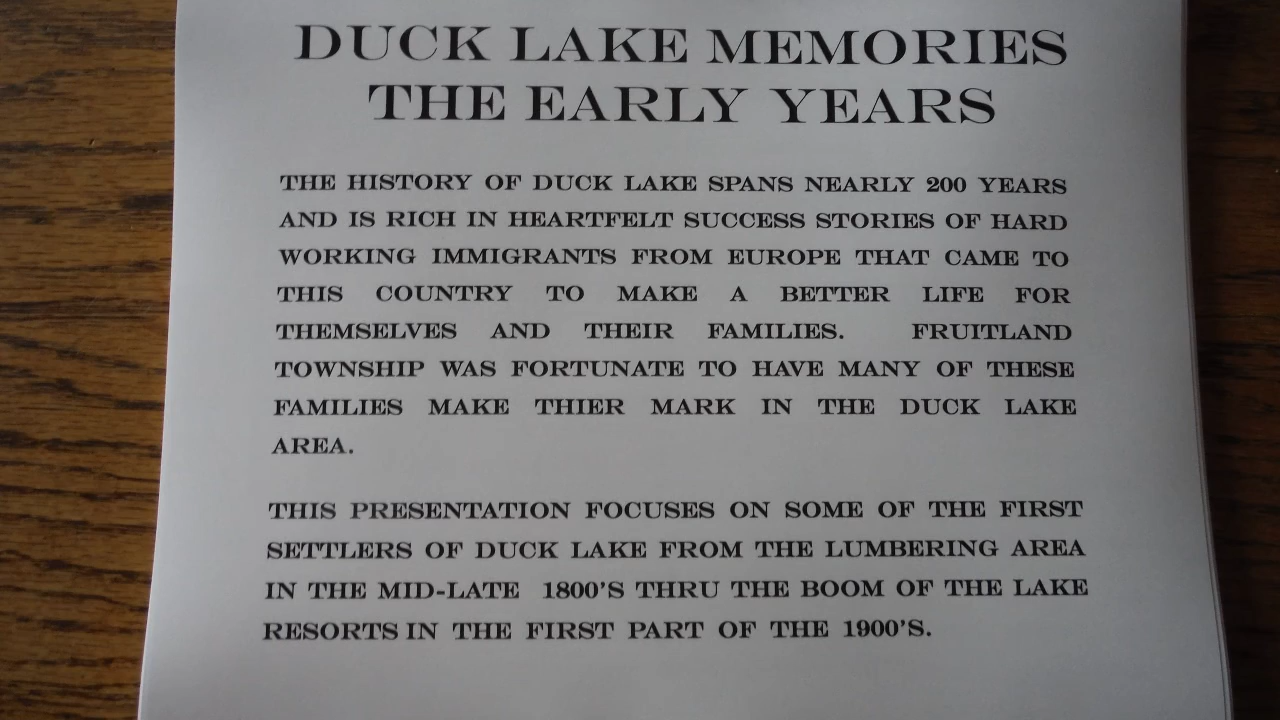 DUCK LAKE MEMORIES
THE EARLY YEARS
THE HISTORY OF DUCK LAKE SPANS NEARLY 200 YEARS
AND IS RICH IN HEARTFELT SUCCESS STORIES OF HARD
WORKING IMMIGRANTS FROM EUROPE THAT CAME TO
THIS COUNTRY TO MAKE A BETTER LIFE FOR
THEMSELVES AND THEIR FAMILIES. FRUITLAND
TOWNSHIP WAS FORTUNATE TO HAVE MANY OF THESE
FAMILIES MAKE THIER MARK IN THE DUCK LAKE
AREA.
THIS PRESENTATION FOCUSES ON SOME OF THE FIRST
SETTLERS OF DUCK LAKE FROM THE LUMBERING AREA
IN THE MID-LATE 1800'S THRU THE BOOM OF THE LAKE
RESORTS IN THE FIRST PART OF THE 1900'S.